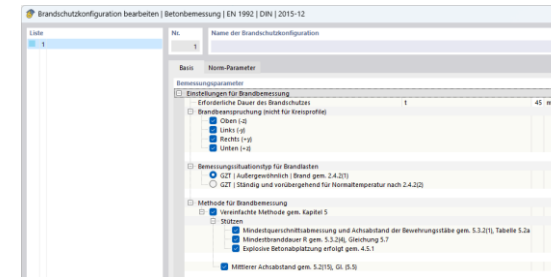 Brandschutzkonfiguration bearbeiten | Betonbemessung | EN 1992 | DIN | 2015-12
Liste
1
Nr.
1
Name der Brandschutzkonfiguration
Basis Norm-Parameter
Bemessungsparameter
Einstellungen für Brandbemessung
Erforderliche Dauer des Brandschutzes 1 45 m
Brandbeanspruchung (nicht für Kreisprofile)
Oben (-z)
Links (-y)
Rechts (+y)
Unten (+z)
Bemessungssituationstyp für Brandlasten
GZT | Außergewöhnlich | Brand gem. 2.4.2(1)
GZT | Ständig und vorübergehend für Normaltemperatur nach 2.4.2(2)
Methode für Brandbemessung
Vereinfachte Methode gem. Kapitel 5
Stützen
Mindestquerschnittsabmessung und Achsabstand der Bewehrungsstäbe gem. 5.3.2(1), Tabelle 5.2a
Mindestbranddauer R gem. 5.3.2(4), Gleichung 5.7
Explosive Betonabplatzung erfolgt gem. 4.5.1
Mittlerer Achsabstand gem. 5.2(15), Gl. (5.5)